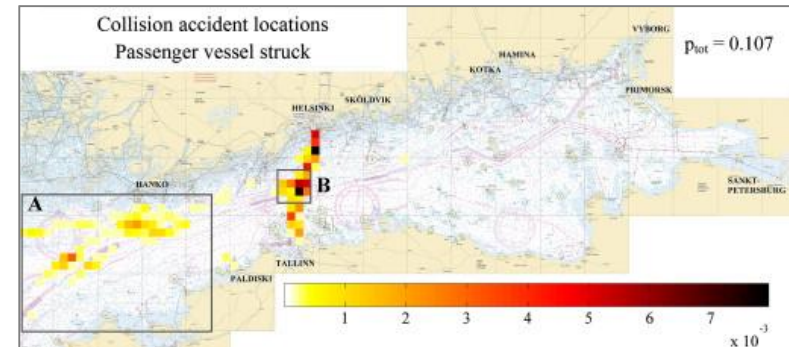 Collision accident locations
Passenger vessel struck
p_tot = 0.107
VYBORG
HAMINA
KOTKA
PRIMORSK
SKÖLDVIK
HELSINKI
SANKT-
PETERSBURG
HANKO
A
B
TALLINN
PALDISKI
1 2 3 4 5 6 7
x 10⁻³